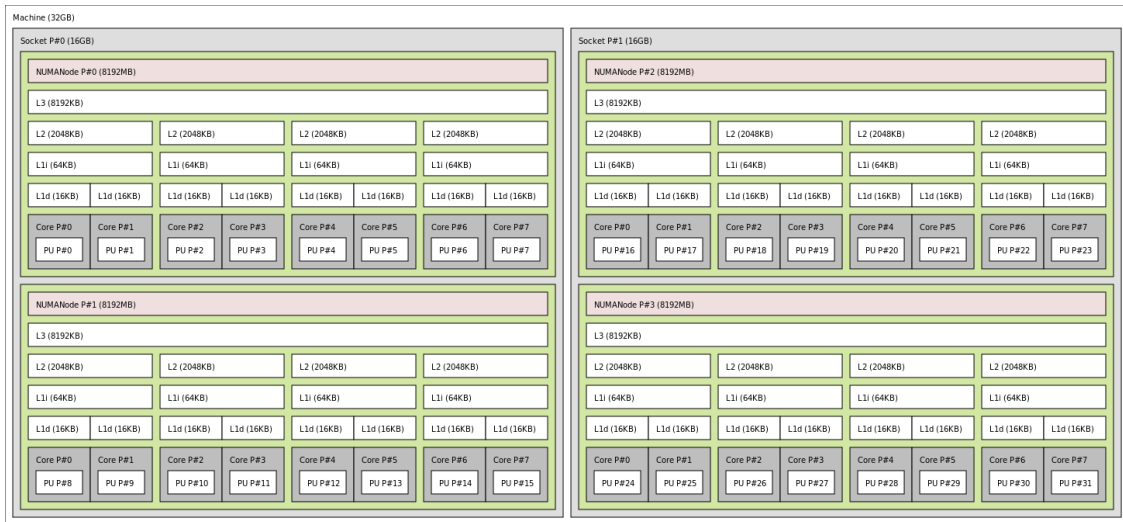 Machine (32GB)
Socket P#0 (16GB)
NUMANode P#0 (8192MB)
L3 (8192KB)
L2 (2048KB) L2 (2048KB) L2 (2048KB) L2 (2048KB)
L1i (64KB) L1i (64KB) L1i (64KB) L1i (64KB)
L1d (16KB) L1d (16KB) L1d (16KB) L1d (16KB) L1d (16KB) L1d (16KB) L1d (16KB) L1d (16KB)
Core P#0 Core P#1 Core P#2 Core P#3 Core P#4 Core P#5 Core P#6 Core P#7
PU P#0 PU P#1 PU P#2 PU P#3 PU P#4 PU P#5 PU P#6 PU P#7
NUMANode P#1 (8192MB)
L3 (8192KB)
L2 (2048KB) L2 (2048KB) L2 (2048KB) L2 (2048KB)
L1i (64KB) L1i (64KB) L1i (64KB) L1i (64KB)
L1d (16KB) L1d (16KB) L1d (16KB) L1d (16KB) L1d (16KB) L1d (16KB) L1d (16KB) L1d (16KB)
Core P#0 Core P#1 Core P#2 Core P#3 Core P#4 Core P#5 Core P#6 Core P#7
PU P#8 PU P#9 PU P#10 PU P#11 PU P#12 PU P#13 PU P#14 PU P#15
Socket P#1 (16GB)
NUMANode P#2 (8192MB)
L3 (8192KB)
L2 (2048KB) L2 (2048KB) L2 (2048KB) L2 (2048KB)
L1i (64KB) L1i (64KB) L1i (64KB) L1i (64KB)
L1d (16KB) L1d (16KB) L1d (16KB) L1d (16KB) L1d (16KB) L1d (16KB) L1d (16KB) L1d (16KB)
Core P#0 Core P#1 Core P#2 Core P#3 Core P#4 Core P#5 Core P#6 Core P#7
PU P#16 PU P#17 PU P#18 PU P#19 PU P#20 PU P#21 PU P#22 PU P#23
NUMANode P#3 (8192MB)
L3 (8192KB)
L2 (2048KB) L2 (2048KB) L2 (2048KB) L2 (2048KB)
L1i (64KB) L1i (64KB) L1i (64KB) L1i (64KB)
L1d (16KB) L1d (16KB) L1d (16KB) L1d (16KB) L1d (16KB) L1d (16KB) L1d (16KB) L1d (16KB)
Core P#0 Core P#1 Core P#2 Core P#3 Core P#4 Core P#5 Core P#6 Core P#7
PU P#24 PU P#25 PU P#26 PU P#27 PU P#28 PU P#29 PU P#30 PU P#31